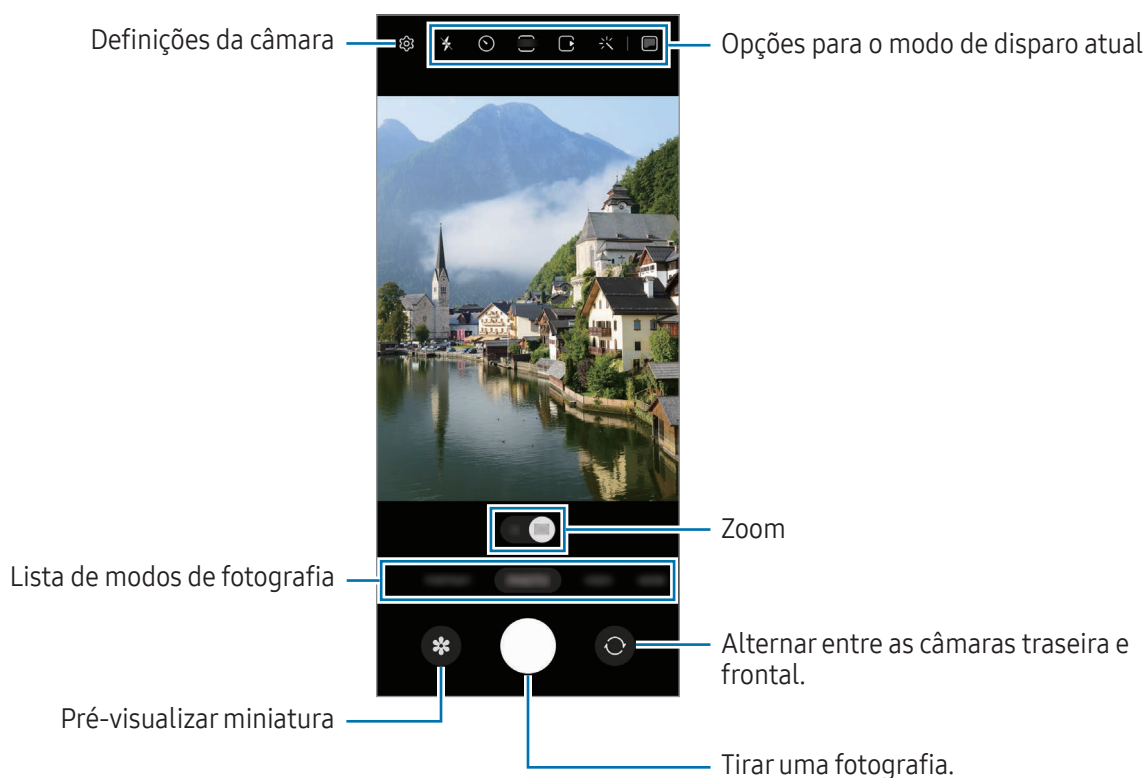 Definições da câmara
Opções para o modo de disparo atual
Zoom
Lista de modos de fotografia
Alternar entre as câmaras traseira e
frontal.
Pré-visualizar miniatura
Tirar uma fotografia.